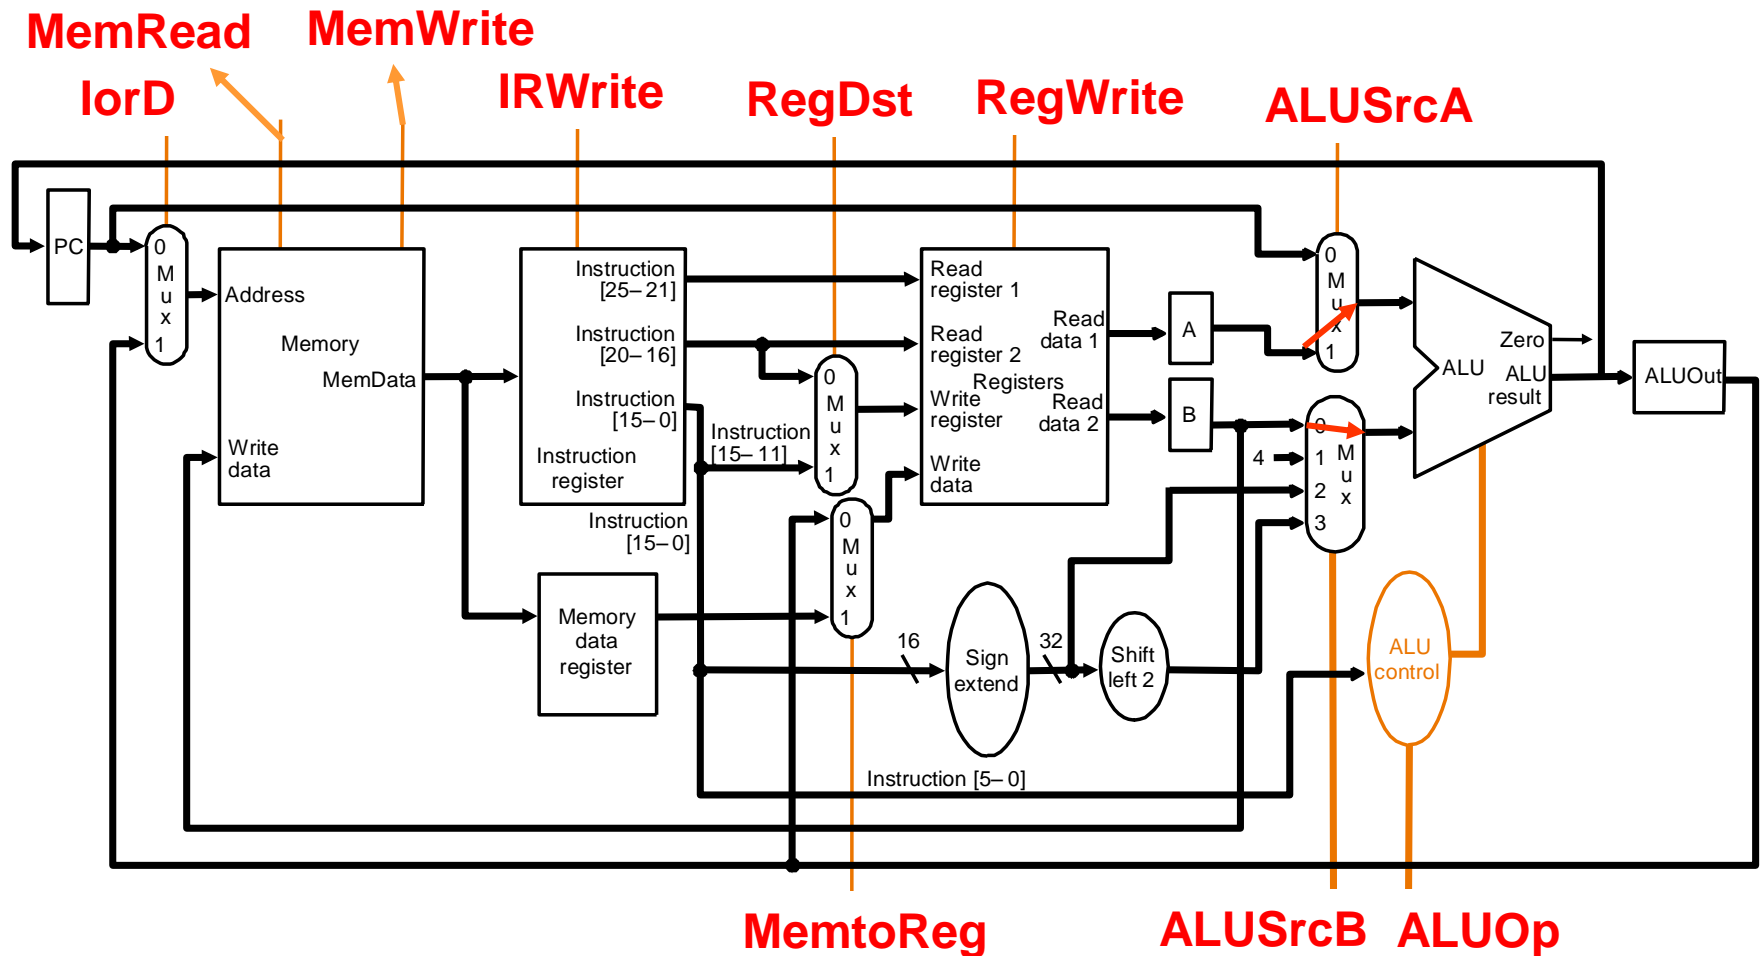 MemRead
MemWrite
IorD
IRWrite
RegDst
RegWrite
ALUSrcA
PC
0
M
u
x
1
Address
Memory
MemData
Write
data
Instruction
[25–21]
Instruction
[20–16]
Instruction
[15–0]
Instruction
register
Instruction
[15–11]
Instruction
[15–0]
0
M
u
x
1
0
M
u
x
1
Memory
data
register
Read
register 1
Read
register 2
Registers
Write
register
Write
data
Read
data 1
Read
data 2
A
B
4
0
M
u
x
1
0
1
2
3
M
u
x
Zero
ALU
ALU
result
ALUOut
16
Sign
extend
32
Shift
left 2
ALU
control
Instruction [5–0]
MemtoReg
ALUSrcB
ALUOp